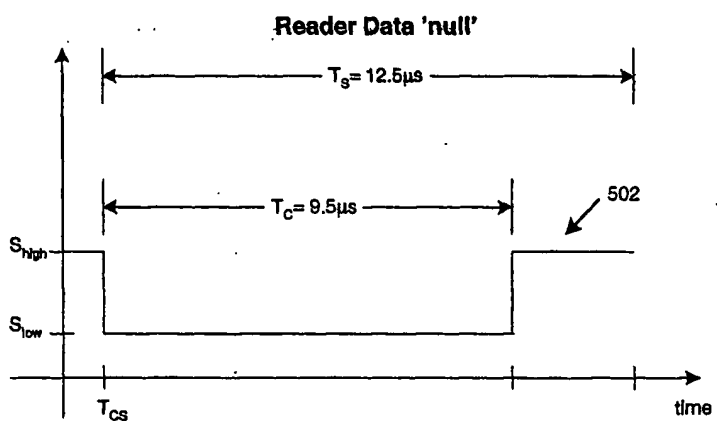 Reader Data 'null'
T_S= 12.5µs
T_C= 9.5µs
502
S_high
S_low
T_CS
time